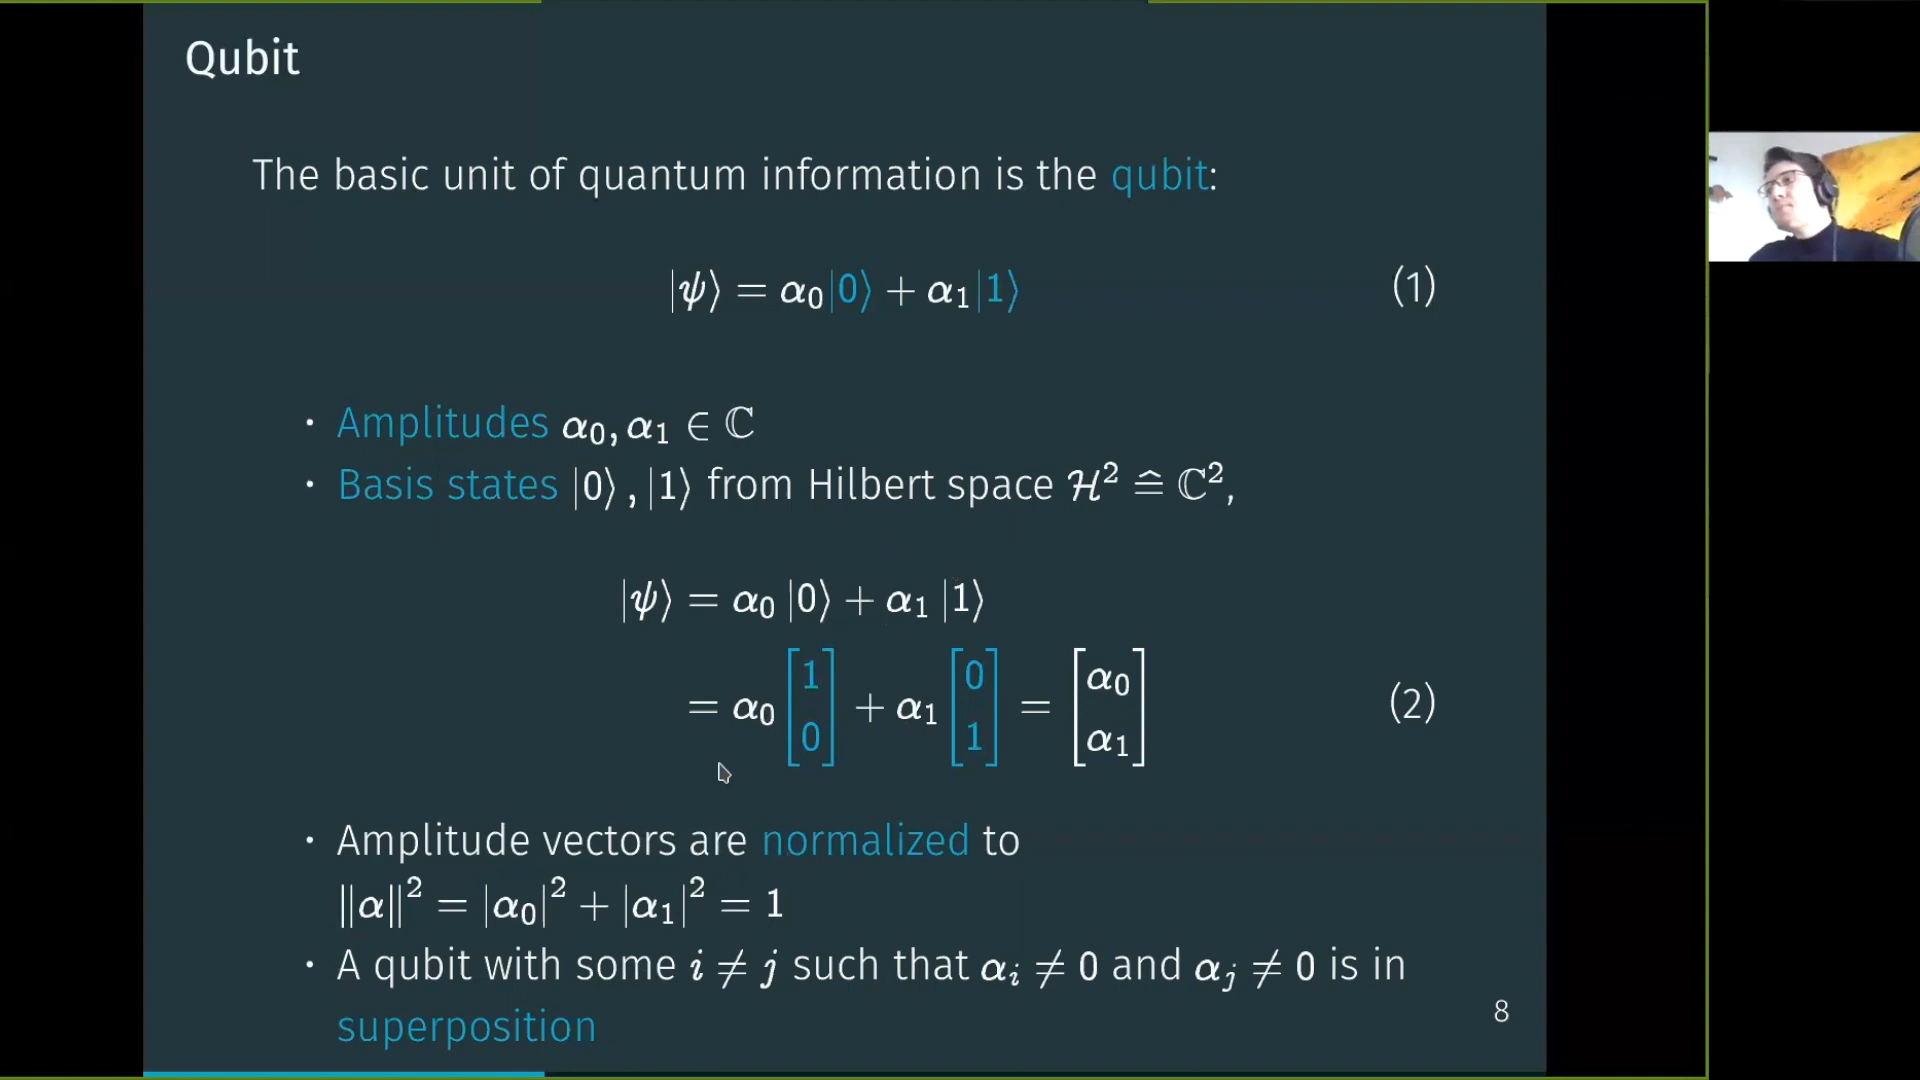 Qubit
The basic unit of quantum information is the qubit:
|ψ⟩ = α₀|0⟩ + α₁|1⟩ (1)
· Amplitudes α₀, α₁ ∈ ℂ
· Basis states |0⟩, |1⟩ from Hilbert space ℋ² ≙ ℂ²,
|ψ⟩ = α₀ |0⟩ + α₁ |1⟩
= α₀ [1 0] + α₁ [0 1] = [α₀ α₁] (2)
· Amplitude vectors are normalized to
‖α‖² = |α₀|² + |α₁|² = 1
· A qubit with some i ≠ j such that αᵢ ≠ 0 and αⱼ ≠ 0 is in
superposition
8